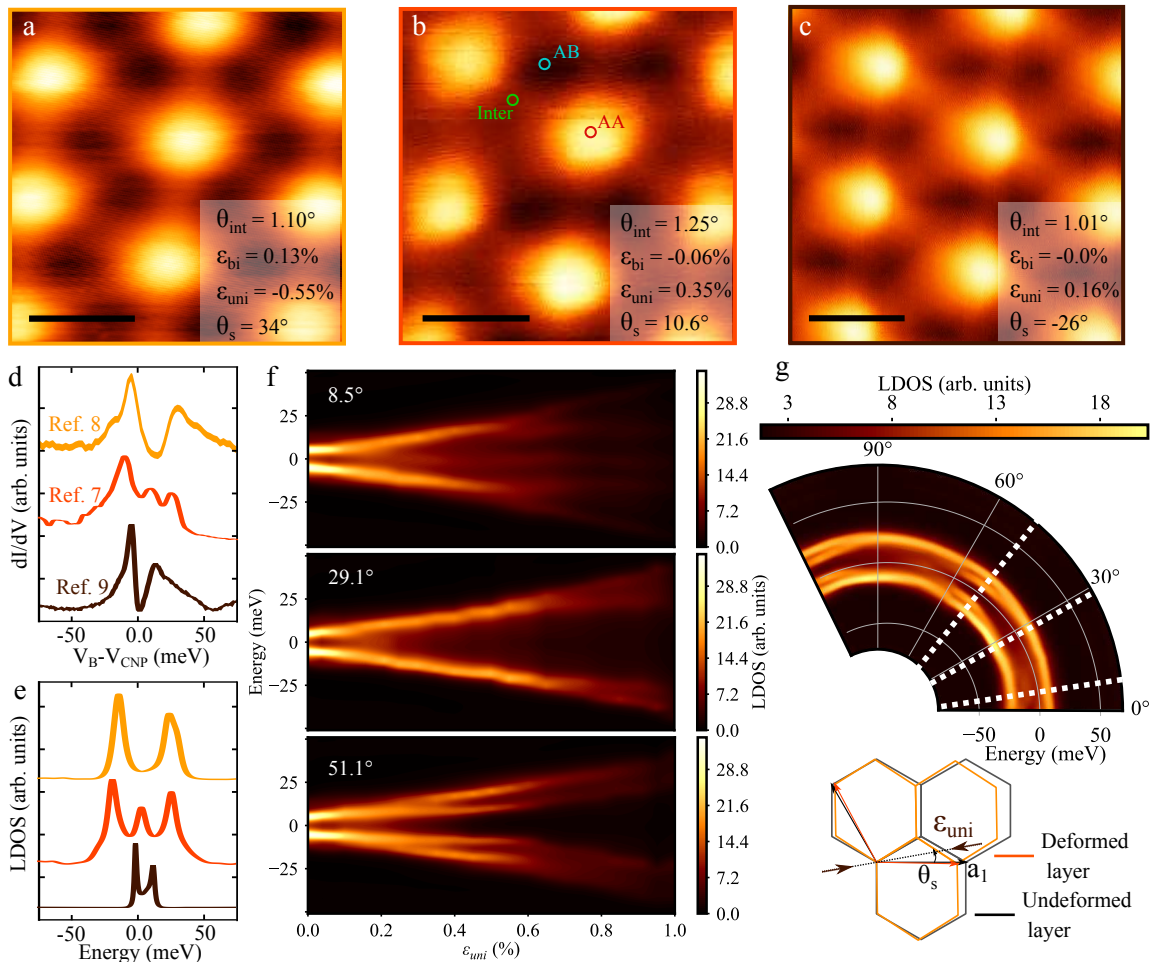 a
θint = 1.10°
εbi = 0.13%
εuni = -0.55%
θs = 34°
b
AB
Inter
AA
θint = 1.25°
εbi = -0.06%
εuni = 0.35%
θs = 10.6°
c
θint = 1.01°
εbi = -0.0%
εuni = 0.16%
θs = -26°
d
dI/dV (arb. units)
Ref. 8
Ref. 7
Ref. 9
-50 0.0 50
VB-VCNP (meV)
e
LDOS (arb. units)
-50 0.0 50
Energy (meV)
f
8.5°
25
0
−25
28.8
21.6
14.4
7.2
0.0
29.1°
Energy (meV)
25
0
−25
LDOS (arb. units)
28.8
21.6
14.4
7.2
0.0
51.1°
25
0
−25
28.8
21.6
14.4
7.2
0.0
0.0 0.2 0.4 0.6 0.8 1.0
εuni (%)
g
LDOS (arb. units)
3 8 13 18
90°
60°
30°
0°
−50 0 50
Energy (meV)
εuni
θs
a1
Deformed
layer
Undeformed
layer